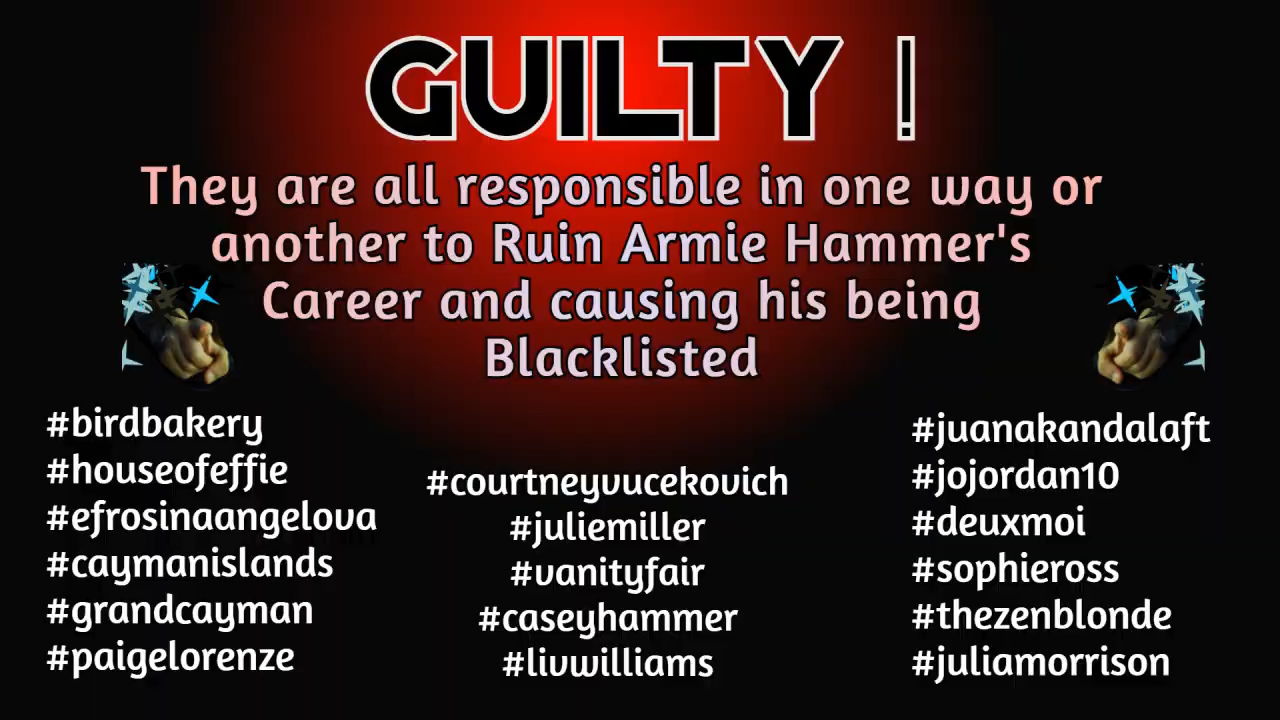 GUILTY !
They are all responsible in one way or
another to Ruin Armie Hammer's
Career and causing his being
Blacklisted
#birdbakery
#houseofeffie
#efrosinaangelova
#caymanislands
#grandcayman
#paigelorenze
#courtneyvucekovich
#juliemiller
#vanityfair
#caseyhammer
#livwilliams
#juanakandalaft
#jojordan10
#deuxmoi
#sophieross
#thezenblonde
#juliamorrison